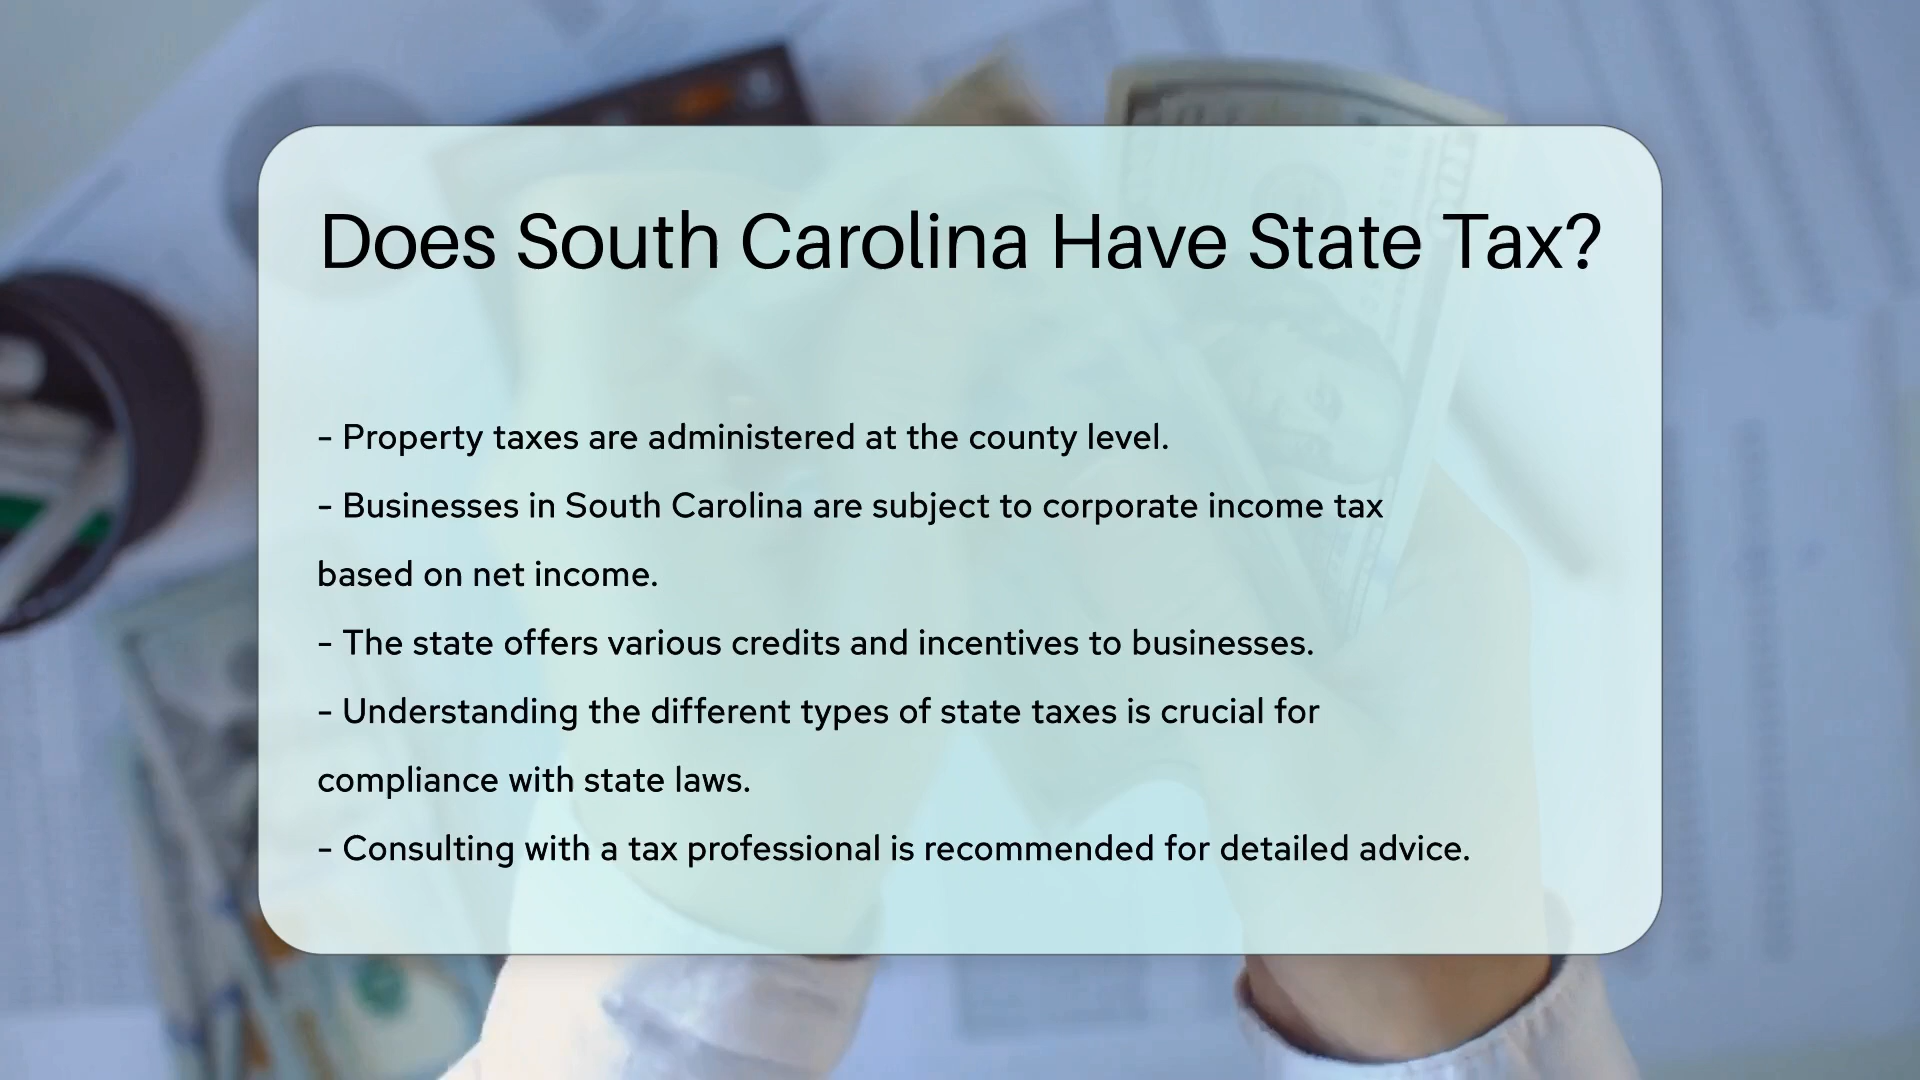 Does South Carolina Have State Tax?
- Property taxes are administered at the county level.
- Businesses in South Carolina are subject to corporate income tax
based on net income.
- The state offers various credits and incentives to businesses.
- Understanding the different types of state taxes is crucial for
compliance with state laws.
- Consulting with a tax professional is recommended for detailed advice.